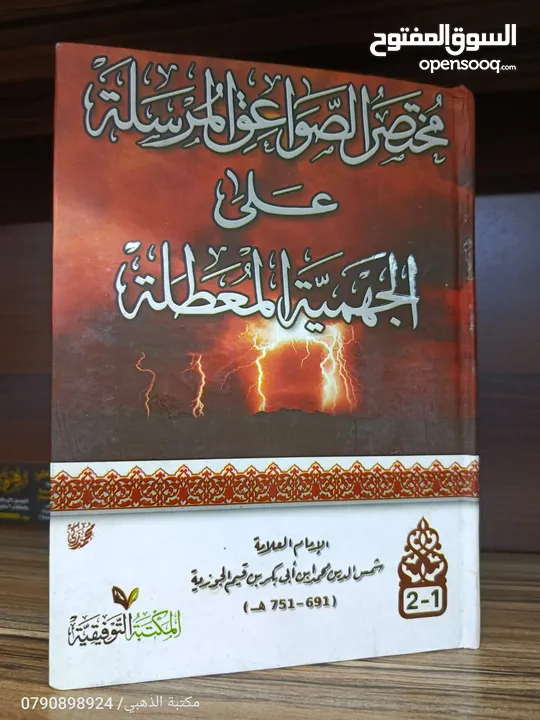 السوق المفتوح
opensooq.com
مختصر الصواعق المرسلة
على
الجهمية المعطلة
الإمام العلامة
شمس الدين محمد ابن أبي بكر بن قيم الجوزية
(691-751 هـ)
2-1
المكتبة التوفيقية
مكتبة الذهبي/ 0790898924